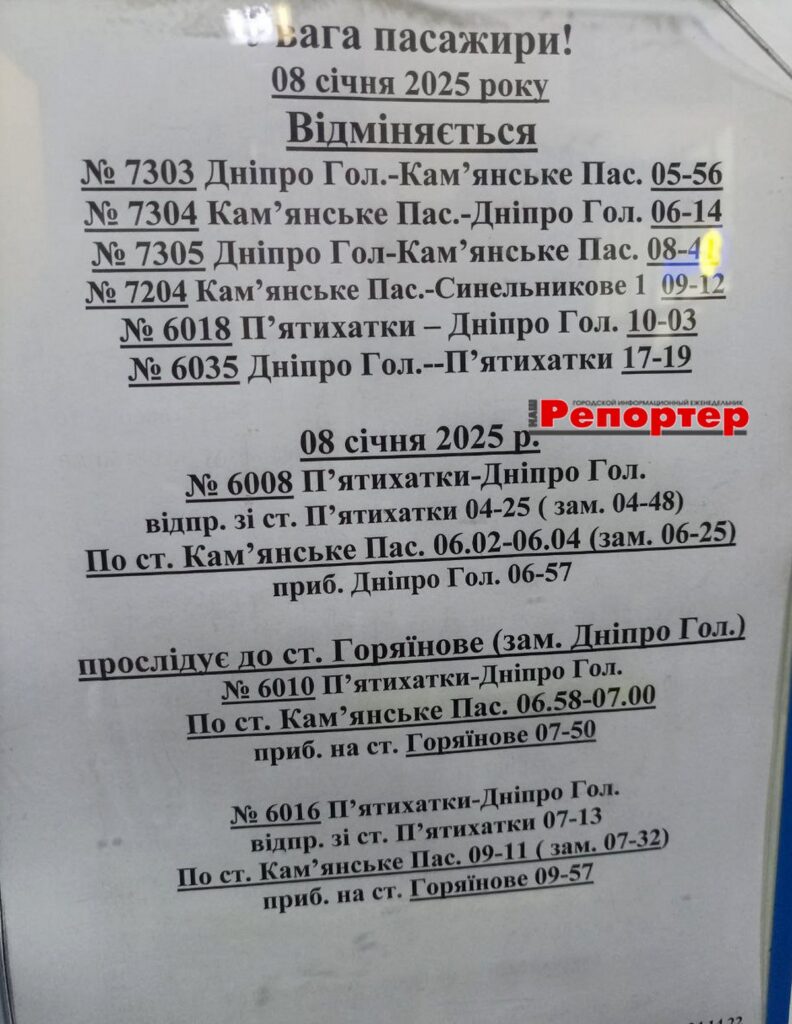 Увага пасажири!
08 січня 2025 року
Відміняється
№ 7303 Дніпро Гол.-Кам’янське Пас. 05-56
№ 7304 Кам’янське Пас.-Дніпро Гол. 06-14
№ 7305 Дніпро Гол-Кам’янське Пас.
№ 7204 Кам’янське Пас.-Синельникове 1 09-12
№ 6018 П’ятихатки – Дніпро Гол. 10-03
№ 6035 Дніпро Гол.--П’ятихатки 17-19
ГОРОДСКОЙ ИНФОРМАЦИОННЫЙ ЕЖЕНЕДЕЛЬНИК
НАШ Репортер
08 січня 2025 р.
№ 6008 П’ятихатки-Дніпро Гол.
відпр. зі ст. П’ятихатки 04-25 ( зам. 04-48)
По ст. Кам’янське Пас. 06.02-06.04 (зам. 06-25)
приб. Дніпро Гол. 06-57
прослідує до ст. Горяїнове (зам. Дніпро Гол.)
№ 6010 П’ятихатки-Дніпро Гол.
По ст. Кам’янське Пас. 06.58-07.00
приб. на ст. Горяїнове 07-50
№ 6016 П’ятихатки-Дніпро Гол.
відпр. зі ст. П’ятихатки 07-13
По ст. Кам’янське Пас. 09-11 ( зам. 07-32)
приб. на ст. Горяїнове 09-57